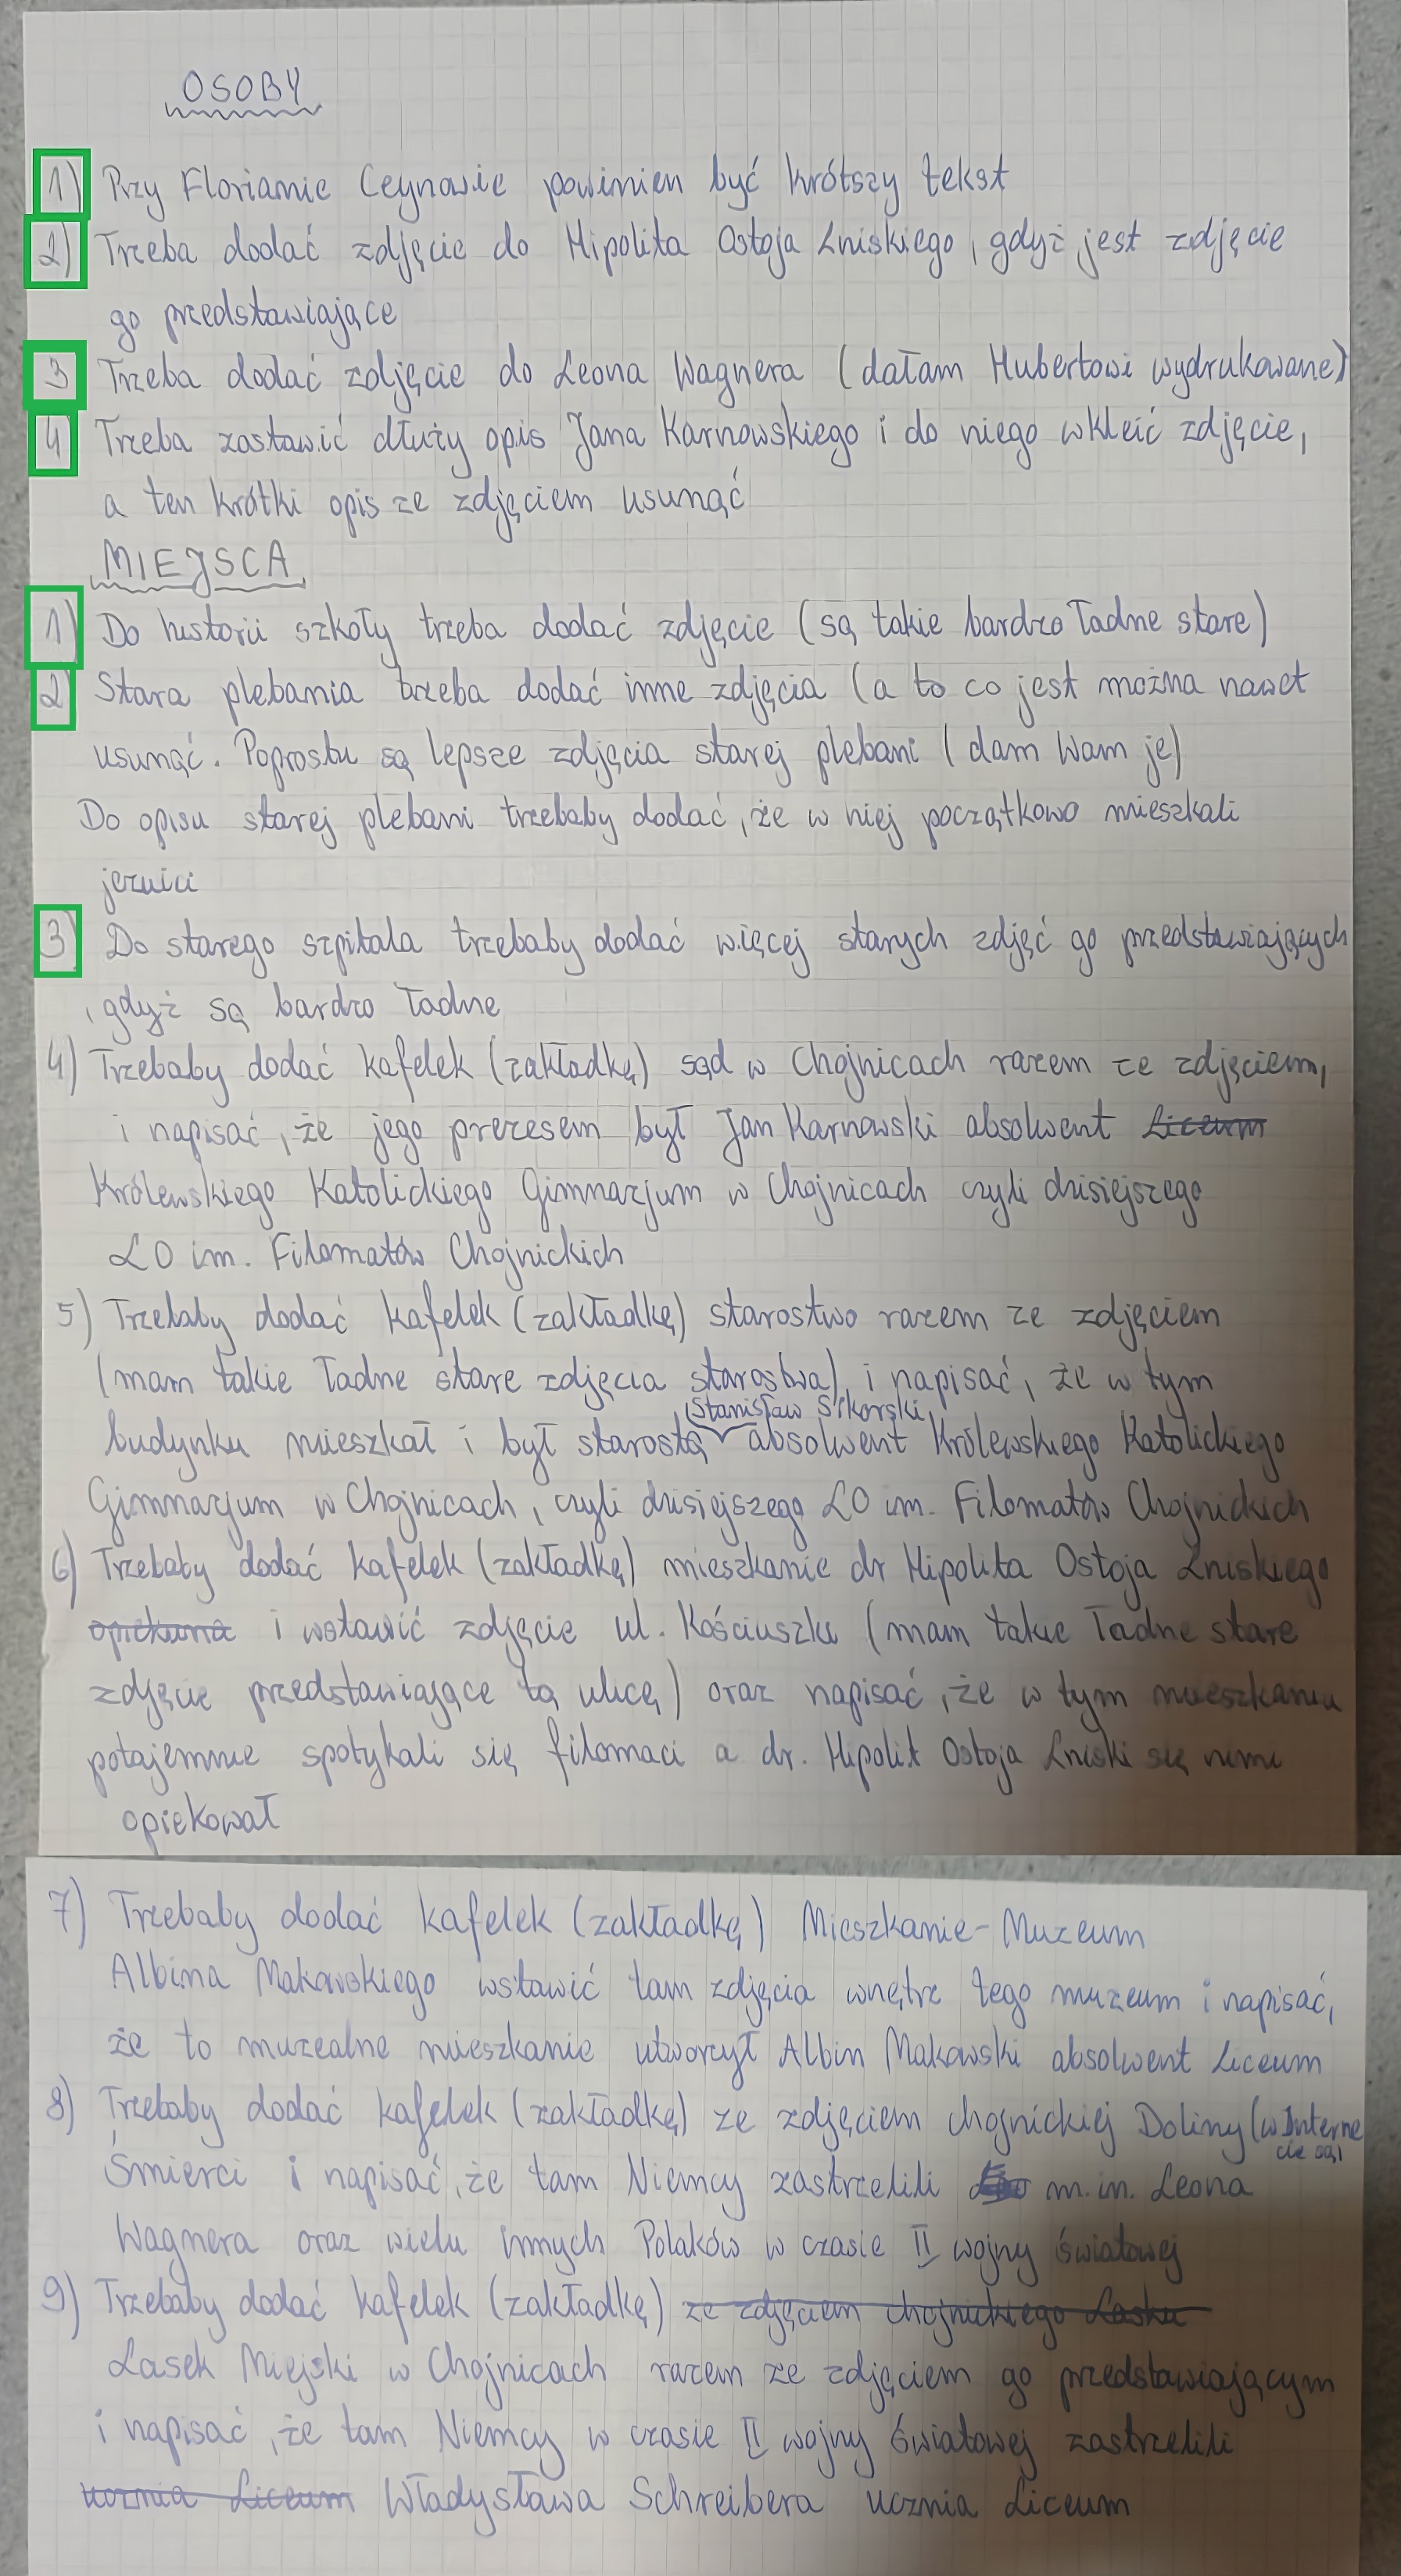 OSOBY
1) Przy Florianie Ceynowie powinien być krótszy tekst
2) Trzeba dodać zdjęcie do Hipolita Ostoja Lniskiego, gdyż jest zdjęcie
go przedstawiające
3 Trzeba dodać zdjęcie do Leona Wagnera (dałam Hubertowi wydrukowane)
4 Trzeba zostawić dłuży opis Jana Karnowskiego i do niego wkleić zdjęcie,
a ten krótki opis ze zdjęciem usunąć
MIEJSCA
1) Do historii szkoły trzeba dodać zdjęcie (są takie bardzo ładne stare)
2 Stara plebania trzeba dodać inne zdjęcia (a to co jest można nawet
usunąć. Poprostu są lepsze zdjęcia starej plebani (dam Wam je)
Do opisu starej plebani trzebaby dodać, że w niej początkowo mieszkali
jezuici
3) Do starego szpitala trzebaby dodać więcej starych zdjęć go przedstawiających
, gdyż są bardzo ładne
4) Trzebaby dodać kafelek (zakładkę) sąd w Chojnicach razem ze zdjęciem,
i napisać, że jego prezesem był Jan Karnowski absolwent Liceum
Królewskiego Katolickiego Gimnazjum w Chojnicach czyli dzisiejszego
LO im. Filomatów Chojnickich
5) Trzebaby dodać kafelek (zakładkę) starostwo razem ze zdjęciem
(mam takie ładne stare zdjęcia starostwa) i napisać, że w tym
Stanisław Sikorski
budynku mieszkał i był starostą absolwent Królewskiego Katolickiego
Gimnazjum w Chojnicach, czyli dzisiejszego LO im. Filomatów Chojnickich
6) Trzebaby dodać kafelek (zakładkę) mieszkanie dr Hipolita Ostoja Lniskiego
opiekuna i wstawić zdjęcie ul. Kościuszki (mam takie ładne stare
zdjęcie przedstawiające tą ulicę) oraz napisać, że w tym mieszkaniu
potajemnie spotykali się filomaci a dr. Hipolit Ostoja Lniski się nimi
opiekował
7) Trzebaby dodać kafelek (zakładkę) Mieszkanie-Muzeum
Albina Makowskiego wstawić tam zdjęcia wnętrz tego muzeum i napisać,
że to muzealne mieszkanie utworzył Albin Makowski absolwent Liceum
8) Trzebaby dodać kafelek (zakładkę) ze zdjęciem chojnickiej Doliny (w Interne
cie są)
Śmierci i napisać, że tam Niemcy zastrzelili m.in. Leona
Wagnera oraz wielu innych Polaków w czasie II wojny światowej
9) Trzebaby dodać kafelek (zakładkę) ze zdjęciem chojnickiego Lasku
Lasek Miejski w Chojnicach razem ze zdjęciem go przedstawiającym
i napisać, że tam Niemcy w czasie II wojny światowej zastrzelili
ucznia Liceum Władysława Schreibera ucznia Liceum